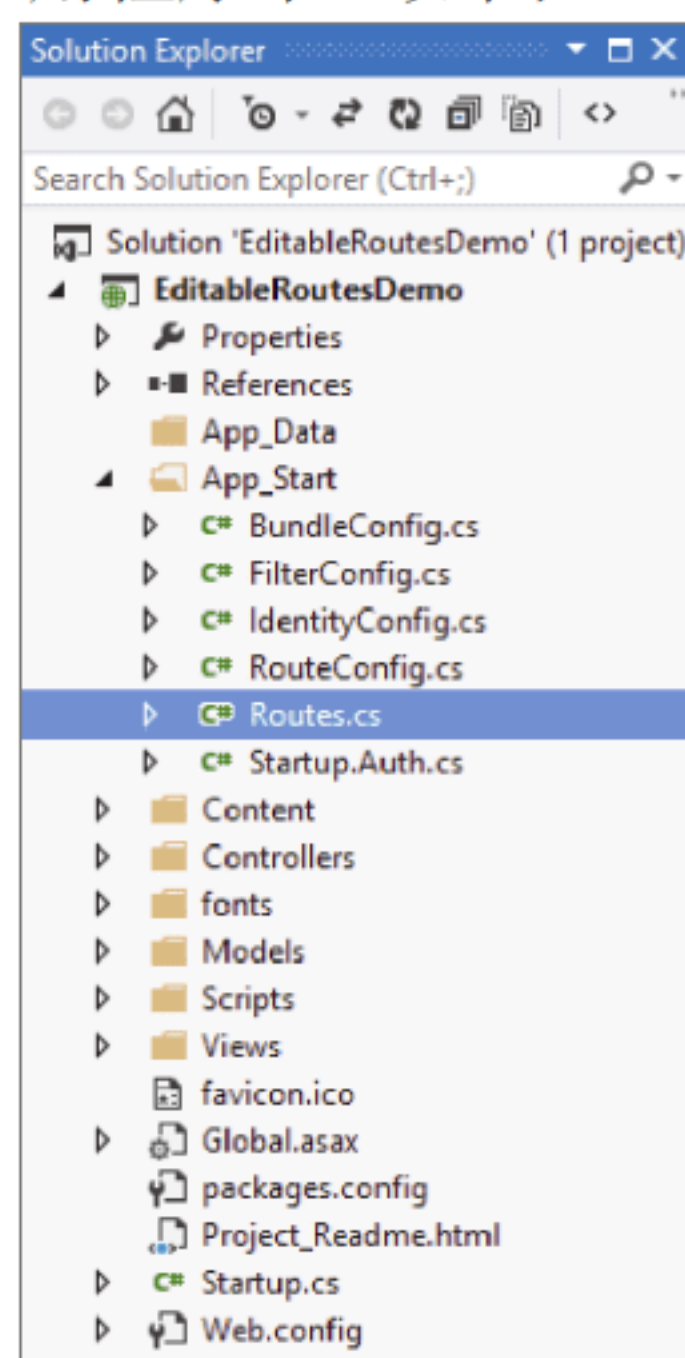 Solution Explorer
Search Solution Explorer (Ctrl+;)
Solution 'EditableRoutesDemo' (1 project)
EditableRoutesDemo
Properties
References
App_Data
App_Start
C# BundleConfig.cs
C# FilterConfig.cs
C# IdentityConfig.cs
C# RouteConfig.cs
C# Routes.cs
C# Startup.Auth.cs
Content
Controllers
fonts
Models
Scripts
Views
favicon.ico
Global.asax
packages.config
Project_Readme.html
C# Startup.cs
Web.config